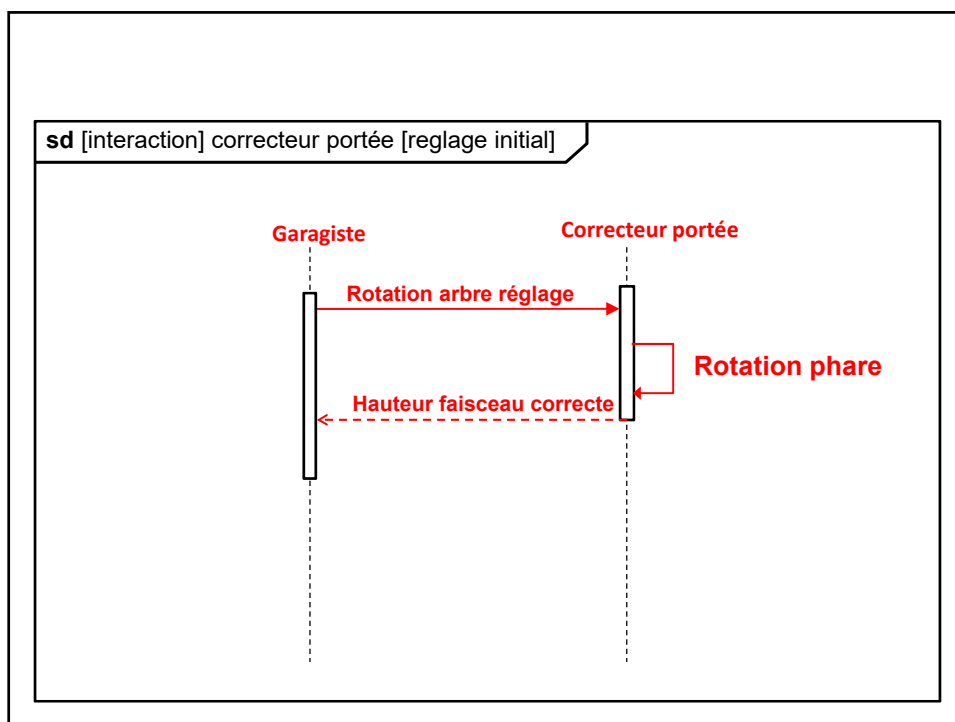 sd [interaction] correcteur portée [reglage initial]
Garagiste
Correcteur portée
Rotation arbre réglage
Rotation phare
Hauteur faisceau correcte